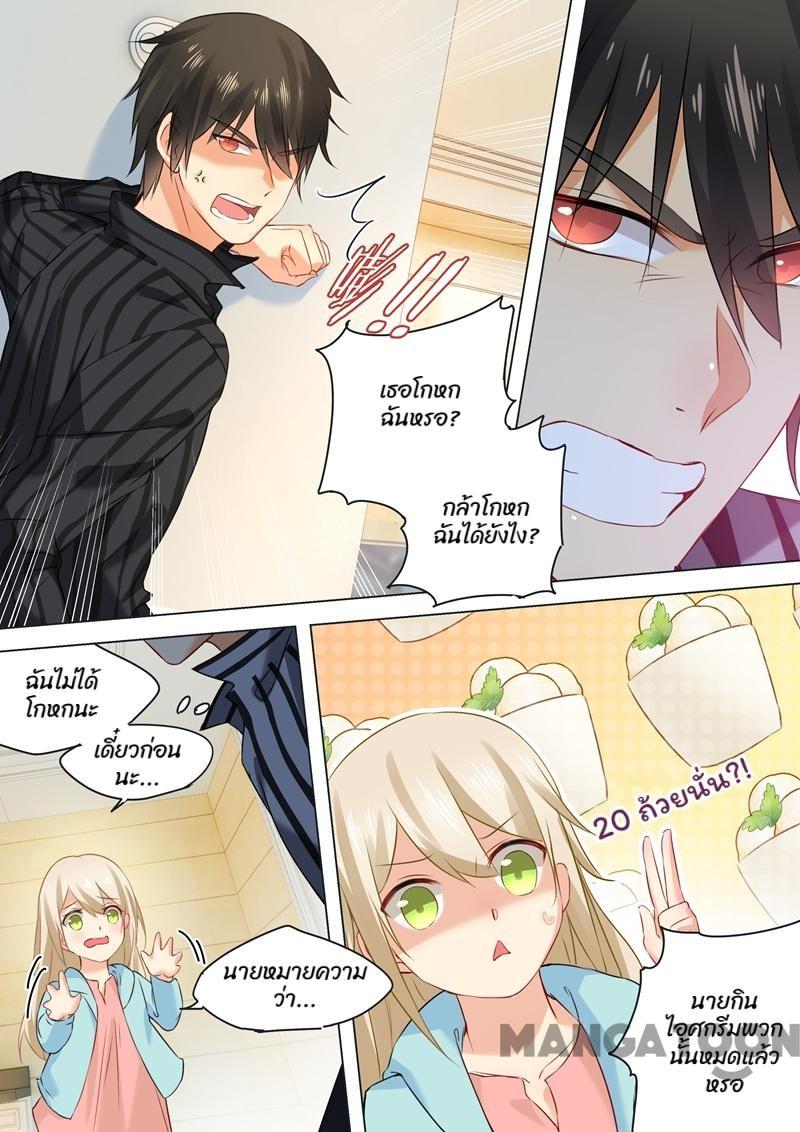 嘭!!
เธอโกหก
ฉันหรอ?
กล้าโกหก
ฉันได้ยังไง?
ฉันไม่ได้
โกหกนะ
เดี๋ยวก่อน
นะ...
นายหมายความ
ว่า...
20 ถ้วยนั่น?!
นายกิน
ไอศกรีมพวก
นั้นหมดแล้ว
หรอ
MANGATOON